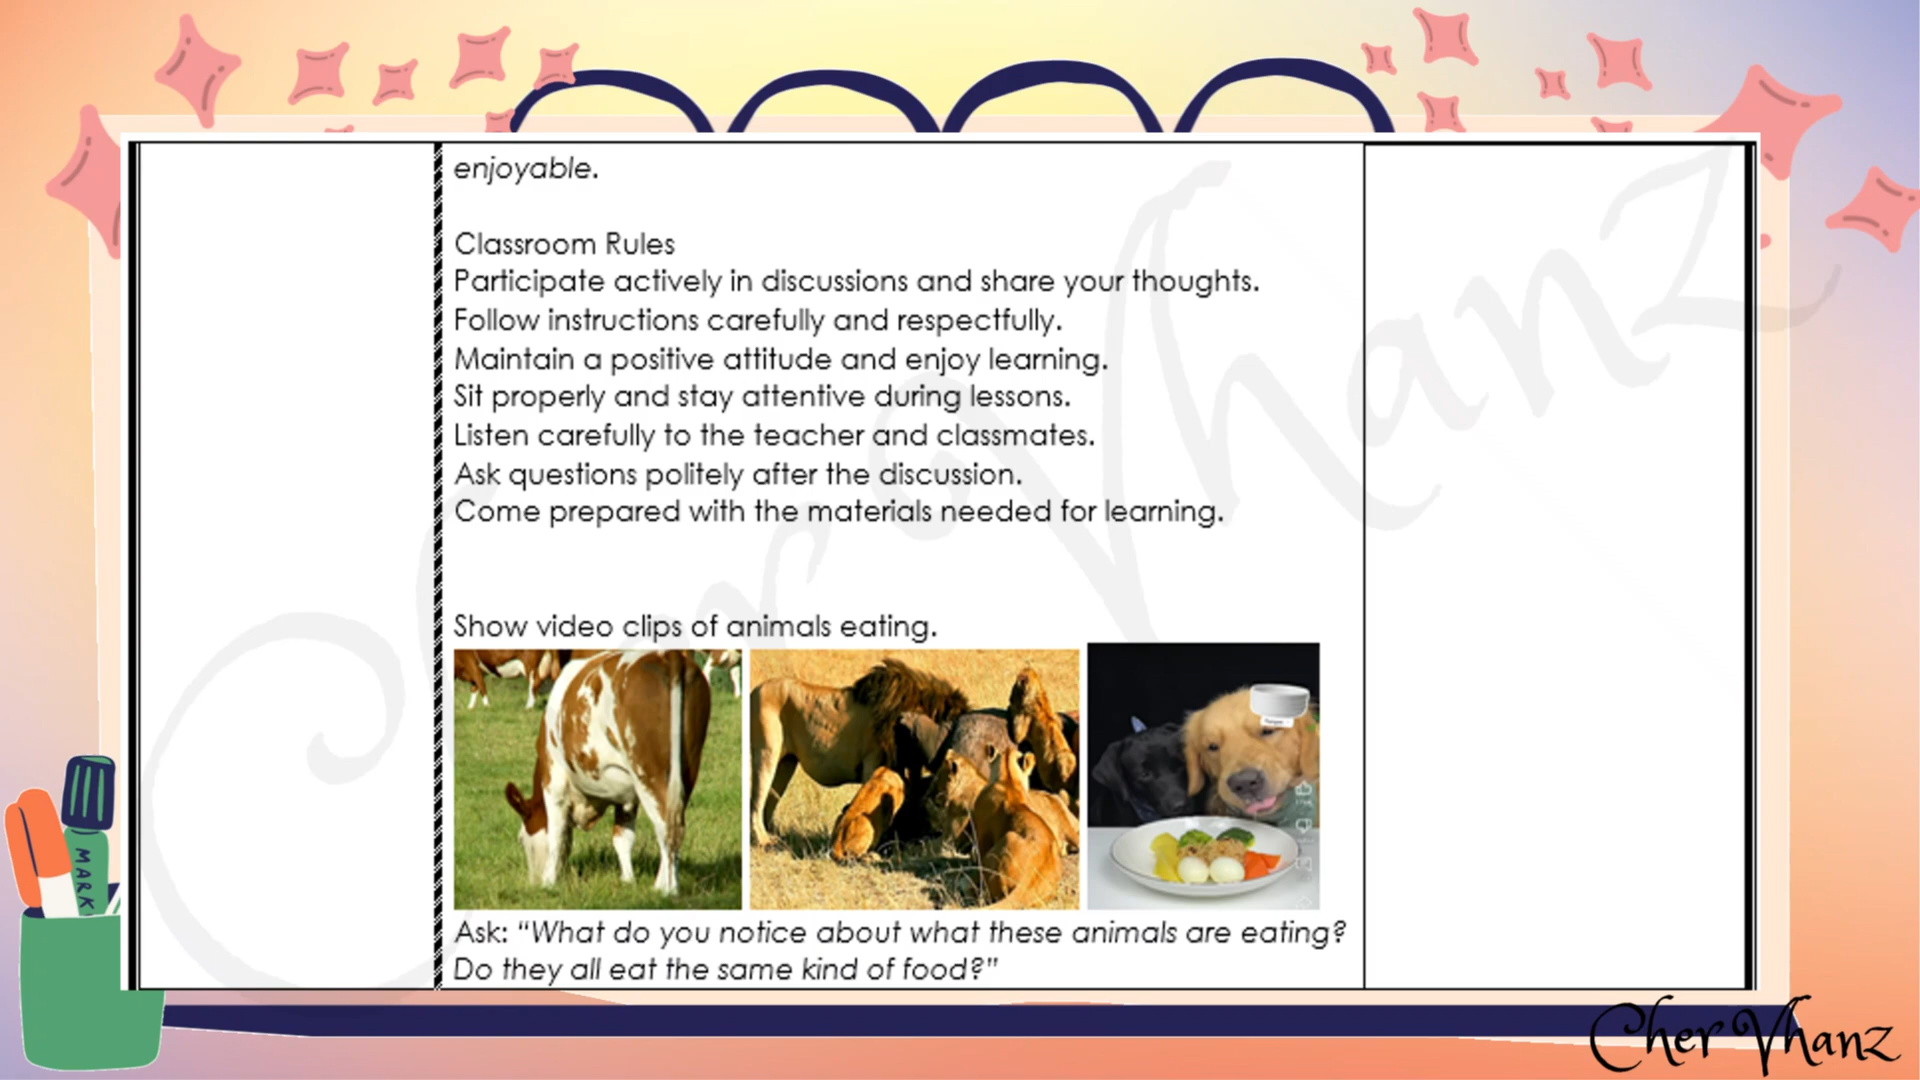 enjoyable.
Classroom Rules
Participate actively in discussions and share your thoughts.
Follow instructions carefully and respectfully.
Maintain a positive attitude and enjoy learning.
Sit properly and stay attentive during lessons.
Listen carefully to the teacher and classmates.
Ask questions politely after the discussion.
Come prepared with the materials needed for learning.
Show video clips of animals eating.
Ask: “What do you notice about what these animals are eating?
Do they all eat the same kind of food?”
MARK
Cher Vhanz
Cher Vhanz